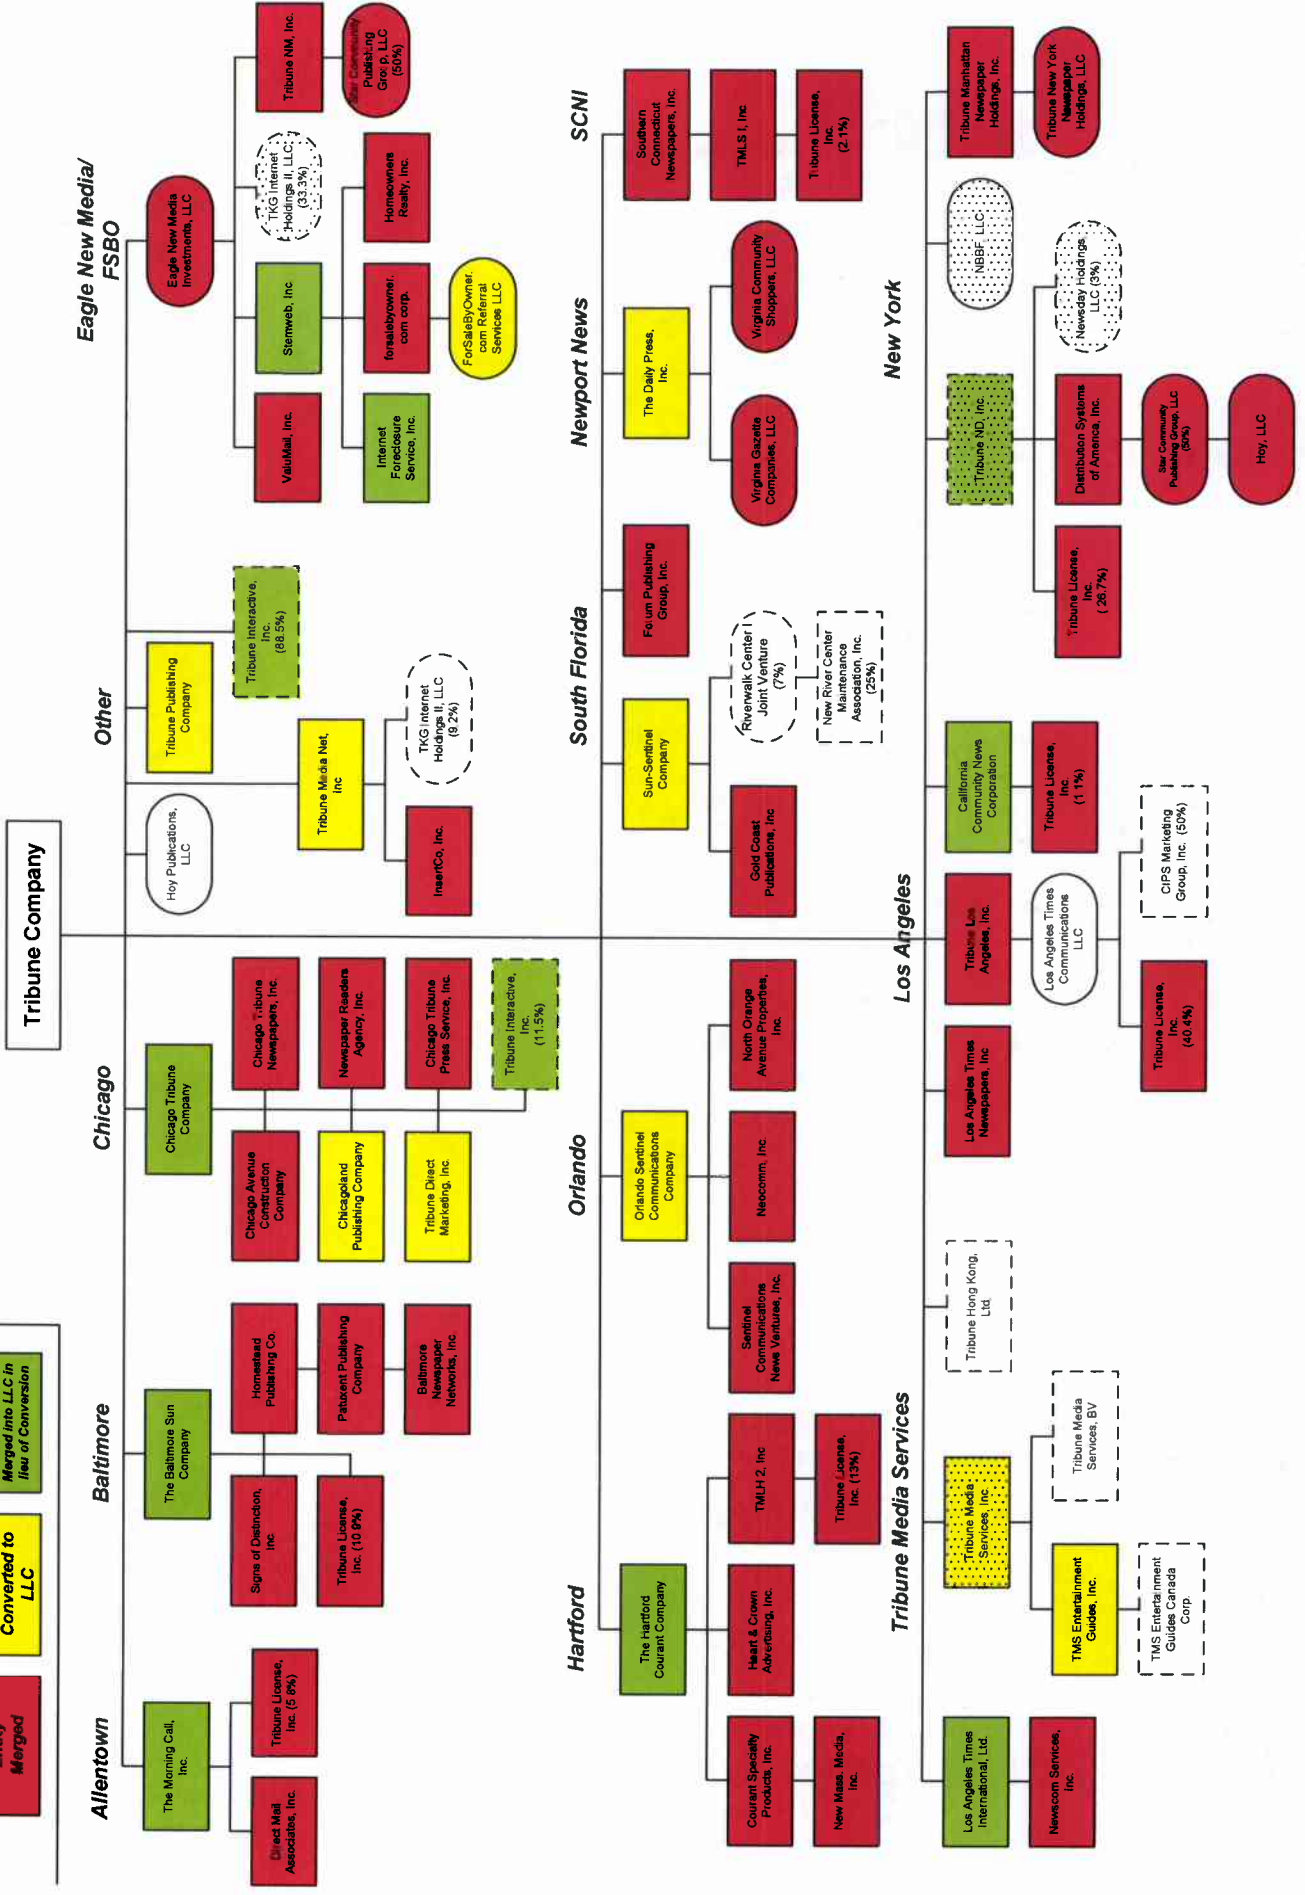 Tribune Company
Merged
Converted to
LLC
Merged into LLC in
lieu of Conversion
Allentown
The Morning Call,
Inc.
Direct Mail
Associates, Inc.
Tribune License,
Inc. (5 8%)
Baltimore
The Baltimore Sun
Company
Signs of Distinction,
Inc
Homestead
Publishing Co.
Tribune License,
Inc. (10 9%)
Patuxent Publishing
Company
Baltimore
Newspaper
Networks, Inc
Chicago
Chicago Tribune
Company
Chicago Avenue
Construction
Company
Chicago Tribune
Newspapers, Inc.
Chicagoland
Publishing Company
Newspaper Readers
Agency, Inc.
Tribune Direct
Marketing, Inc.
Chicago Tribune
Press Service, Inc.
Tribune Interactive,
Inc.
(11.5%)
Other
Hoy Publications,
LLC
Tribune Publishing
Company
Tribune Interactive,
Inc.
(88.5%)
Tribune Media Net,
Inc
InsertCo, Inc.
TKG Internet
Holdings II, LLC
(9.2%)
Eagle New Media/
FSBO
Eagle New Media
Investments, LLC
ValuMail, Inc.
Stemweb, Inc
TKG Internet
Holdings II, LLC
(33.3%)
Tribune NM, Inc.
Star Community
Publishing
Group, LLC
(50%)
Internet
Foreclosure
Service, Inc.
forsalebyowner.
com corp.
Homeowners
Realty, Inc.
ForSaleByOwner.
com Referral
Services LLC
Hartford
The Hartford
Courant Company
Courant Specialty
Products, Inc.
Heart & Crown
Advertising, Inc.
TMLH 2, Inc
New Mass. Media,
Inc.
Tribune License,
Inc. (13%)
Orlando
Orlando Sentinel
Communications
Company
Sentinel
Communications
News Ventures, Inc.
Neocomm, Inc.
North Orange
Avenue Properties,
Inc.
South Florida
Sun-Sentinel
Company
Forum Publishing
Group, Inc.
Gold Coast
Publications, Inc
Riverwalk Center I
Joint Venture
(7%)
New River Center
Maintenance
Association, Inc.
(25%)
Newport News
The Daily Press,
Inc.
Virginia Gazette
Companies, LLC
Virginia Community
Shoppers, LLC
SCNI
Southern
Connecticut
Newspapers, Inc.
TMLS I, Inc
Tribune License,
Inc.
(2.1%)
Tribune Media Services
Los Angeles Times
International, Ltd.
Newscom Services,
Inc.
Tribune Media
Services, Inc
TMS Entertainment
Guides, Inc.
Tribune Media
Services, BV
TMS Entertainment
Guides Canada
Corp.
Tribune Hong Kong,
Ltd
Los Angeles
Los Angeles Times
Newspapers, Inc
Tribune Los
Angeles, Inc.
California
Community News
Corporation
Los Angeles Times
Communications
LLC
Tribune License,
Inc.
(1 1%)
Tribune License,
Inc.
(40.4%)
CIPS Marketing
Group, Inc. (50%)
New York
Tribune ND, Inc.
NBBF, LLC
Tribune Manhattan
Newspaper
Holdings, Inc.
Tribune New York
Newspaper
Holdings, LLC
Tribune License,
Inc.
( 26.7%)
Distribution Systems
of America, Inc.
Newsday Holdings,
LLC (3%)
Star Community
Publishing Group, LLC
(50%)
Hoy, LLC